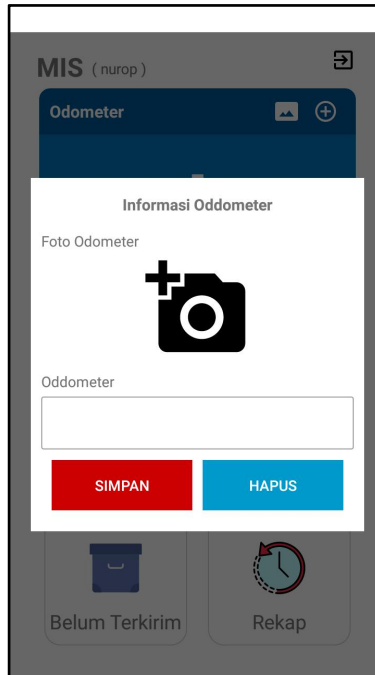 MIS ( nurop )
Odometer
Informasi Oddometer
Foto Odometer
Oddometer
SIMPAN HAPUS
Belum Terkirim Rekap